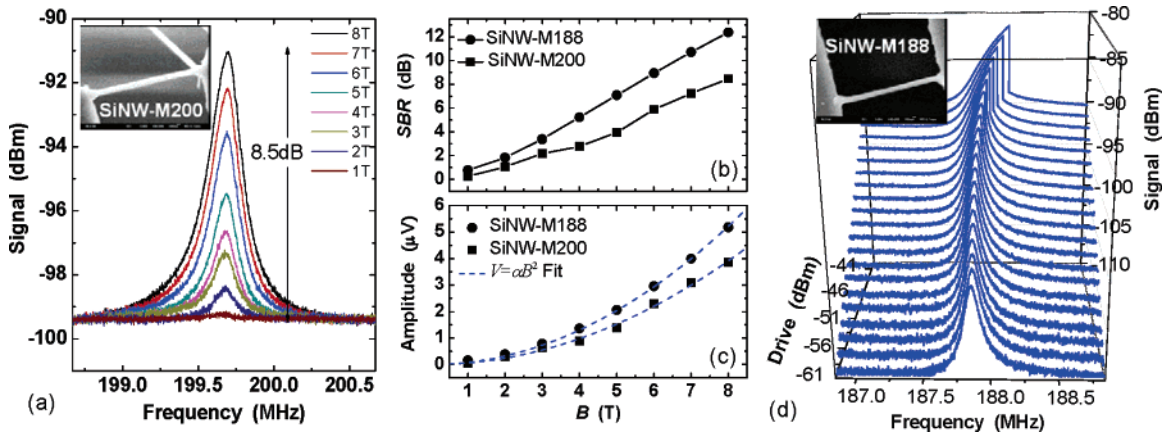 -90
-92
-94
-96
-98
-100
Signal (dBm)
SiNW-M200
8T
7T
6T
5T
4T
3T
2T
1T
8.5dB
199.0 199.5 200.0 200.5
Frequency (MHz)
(a)
12
10
8
6
4
2
0
SBR (dB)
SiNW-M188
SiNW-M200
(b)
6
5
4
3
2
1
0
Amplitude (μV)
SiNW-M188
SiNW-M200
V=αB² Fit
(c)
1 2 3 4 5 6 7 8
B (T)
SiNW-M188
-80
-85
-90
-95
-100
-105
-110
Signal (dBm)
-44
-46
-51
-56
-61
Drive (dBm)
187.0 187.5 188.0 188.5
Frequency (MHz)
(d)